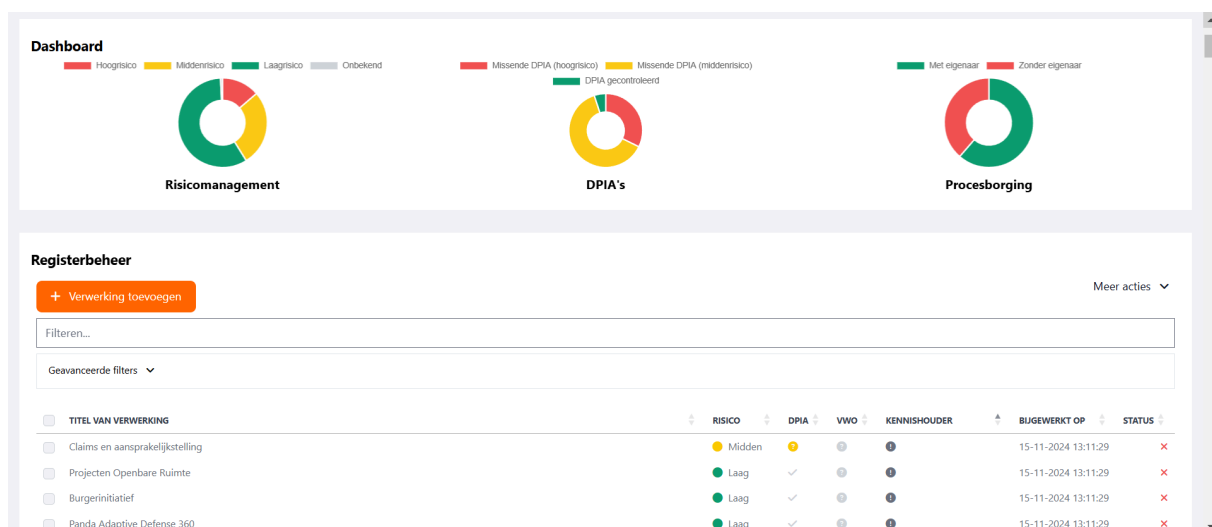 Dashboard
Hoogrisico Middenrisico Laagrisico Onbekend
Missende DPIA (hoogrisico) Missende DPIA (middenrisico)
DPIA gecontroleerd
Met eigenaar Zonder eigenaar
Risicomanagement
DPIA's
Procesborging
Registerbeheer
+ Verwerking toevoegen
Meer acties
Filteren...
Geavanceerde filters
TITEL VAN VERWERKING RISICO DPIA VWO KENNISHOUDER BIJGEWERKT OP STATUS
Claims en aansprakelijkstelling Midden 15-11-2024 13:11:29
Projecten Openbare Ruimte Laag 15-11-2024 13:11:29
Burgerinitiatief Laag 15-11-2024 13:11:29
Panda Adaptive Defense 360 Laag 15-11-2024 13:11:29